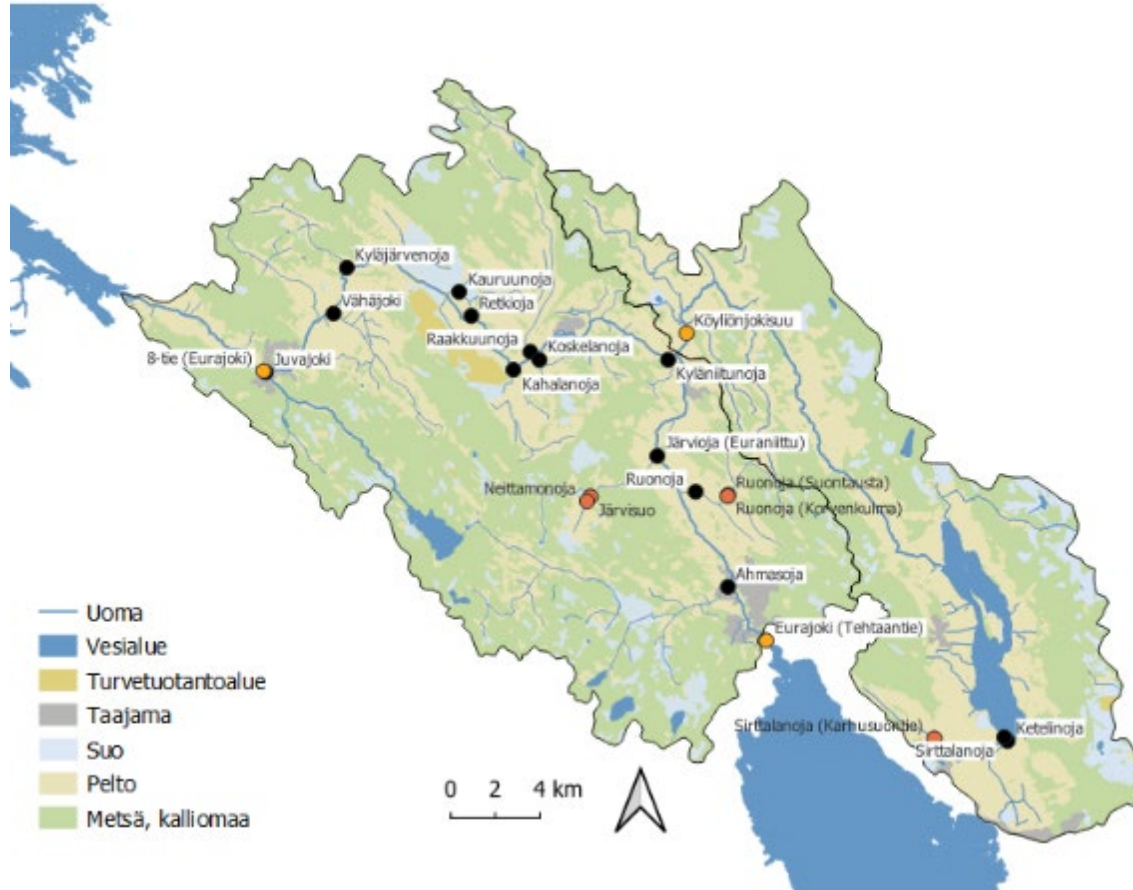 Kyläjärvenoja
Kauruunoja
Vähäjoki
Retkioja
Köyliönjokisuu
Raakkuunoja
Koskelanoja
8-tie (Eurajoki)
Juvajoki
Kahalanoja
Kyläniitunoja
Järvioja (Euraniittu)
Ruonoja
Neittamonoja
Ruonoja (Suontausta)
Järvisuo
Ruonoja (Korvenkulma)
Ahmasoja
Eurajoki (Tehtaantie)
Sirttalanoja (Karhusuontie)
Ketelinoja
Sirttalanoja
Uoma
Vesialue
Turvetuotantoalue
Taajama
Suo
Pelto
Metsä, kalliomaa
0 2 4 km